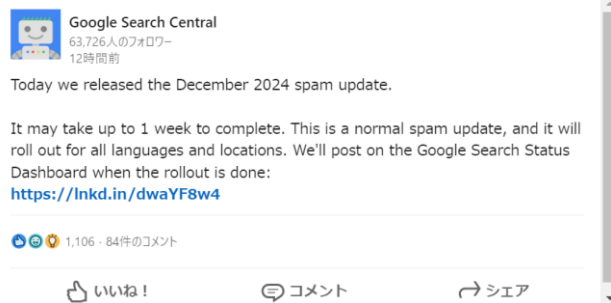 Google Search Central
63,726人のフォロワー
12時間前
Today we released the December 2024 spam update.
It may take up to 1 week to complete. This is a normal spam update, and it will
roll out for all languages and locations. We'll post on the Google Search Status
Dashboard when the rollout is done:
https://lnkd.in/dwaYF8w4
1,106 · 84件のコメント
いいね！ コメント シェア